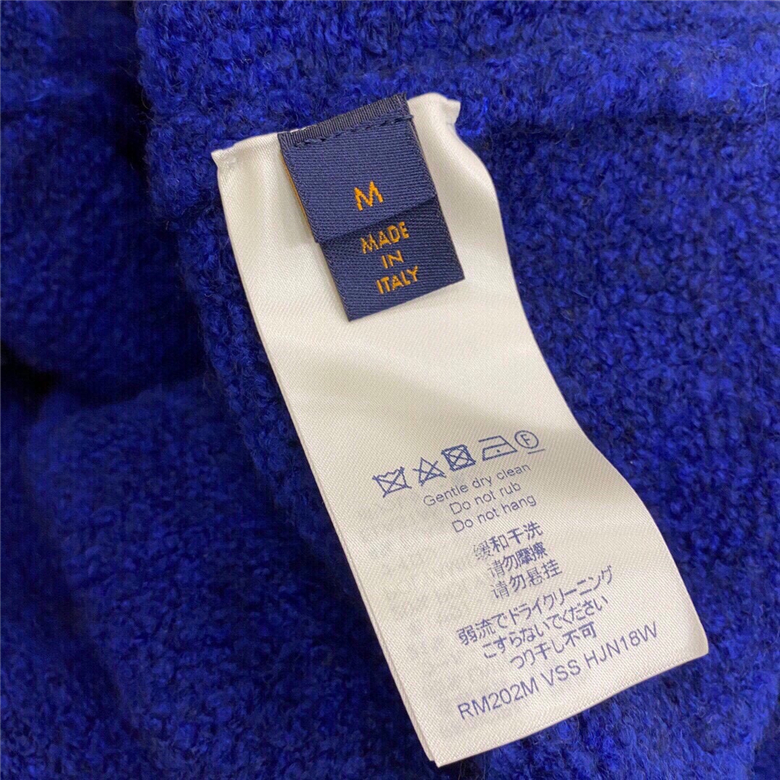 M
MADE
IN
ITALY
F
Gentle dry clean
Do not rub
Do not hang
缓和干洗
请勿摩擦
请勿悬挂
弱流でドライクリーニング
こすらないでください
つり干し不可
RM202M VSS HJN18W